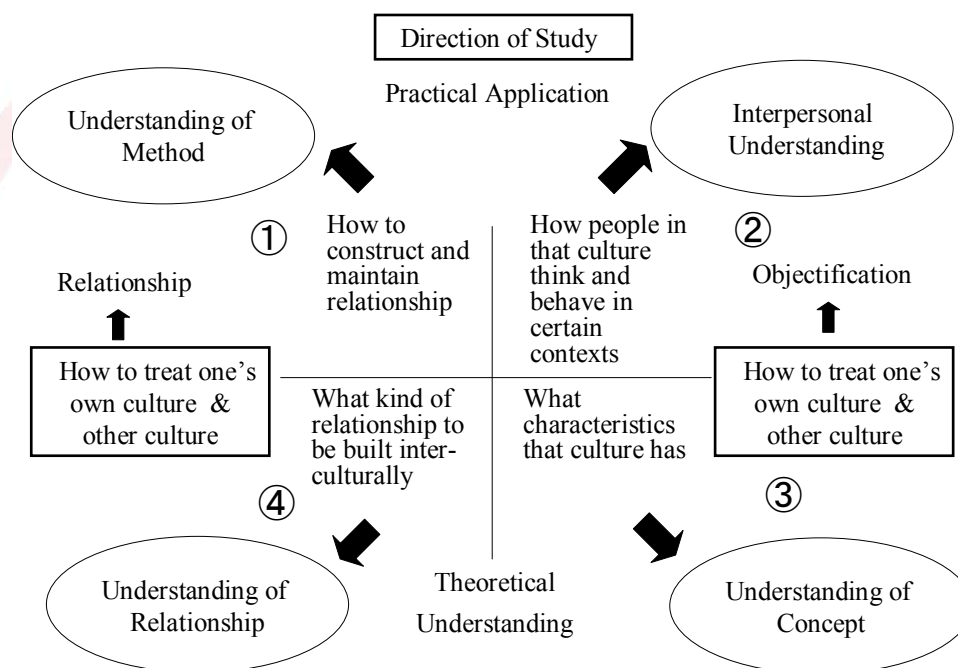 Direction of Study
Practical Application
Understanding of
Method
Interpersonal
Understanding
①
How to
construct and
maintain
relationship
How people in
that culture
think and
behave in
certain
contexts
②
Relationship
Objectification
How to treat one's
own culture &
other culture
How to treat one's
own culture &
other culture
What kind of
relationship to
be built inter-
culturally
What
characteristics
that culture has
④
③
Understanding of
Relationship
Theoretical
Understanding
Understanding of
Concept